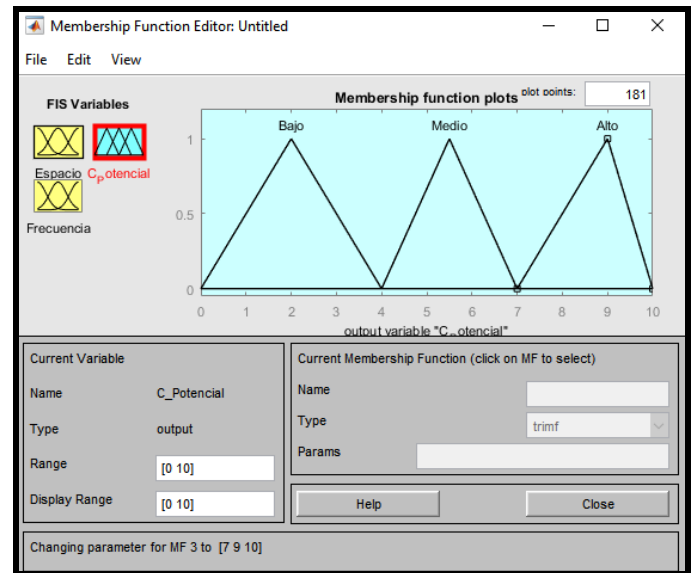 Membership Function Editor: Untitled
File Edit View
FIS Variables
Membership function plots
plot points:
181
Espacio
C_Potencial
Frecuencia
Bajo
Medio
Alto
1
0.5
0
0 1 2 3 4 5 6 7 8 9 10
output variable "C_Potencial"
Current Variable
Name C_Potencial
Type output
Range [0 10]
Display Range [0 10]
Current Membership Function (click on MF to select)
Name
Type trimf
Params
Help Close
Changing parameter for MF 3 to [7 9 10]